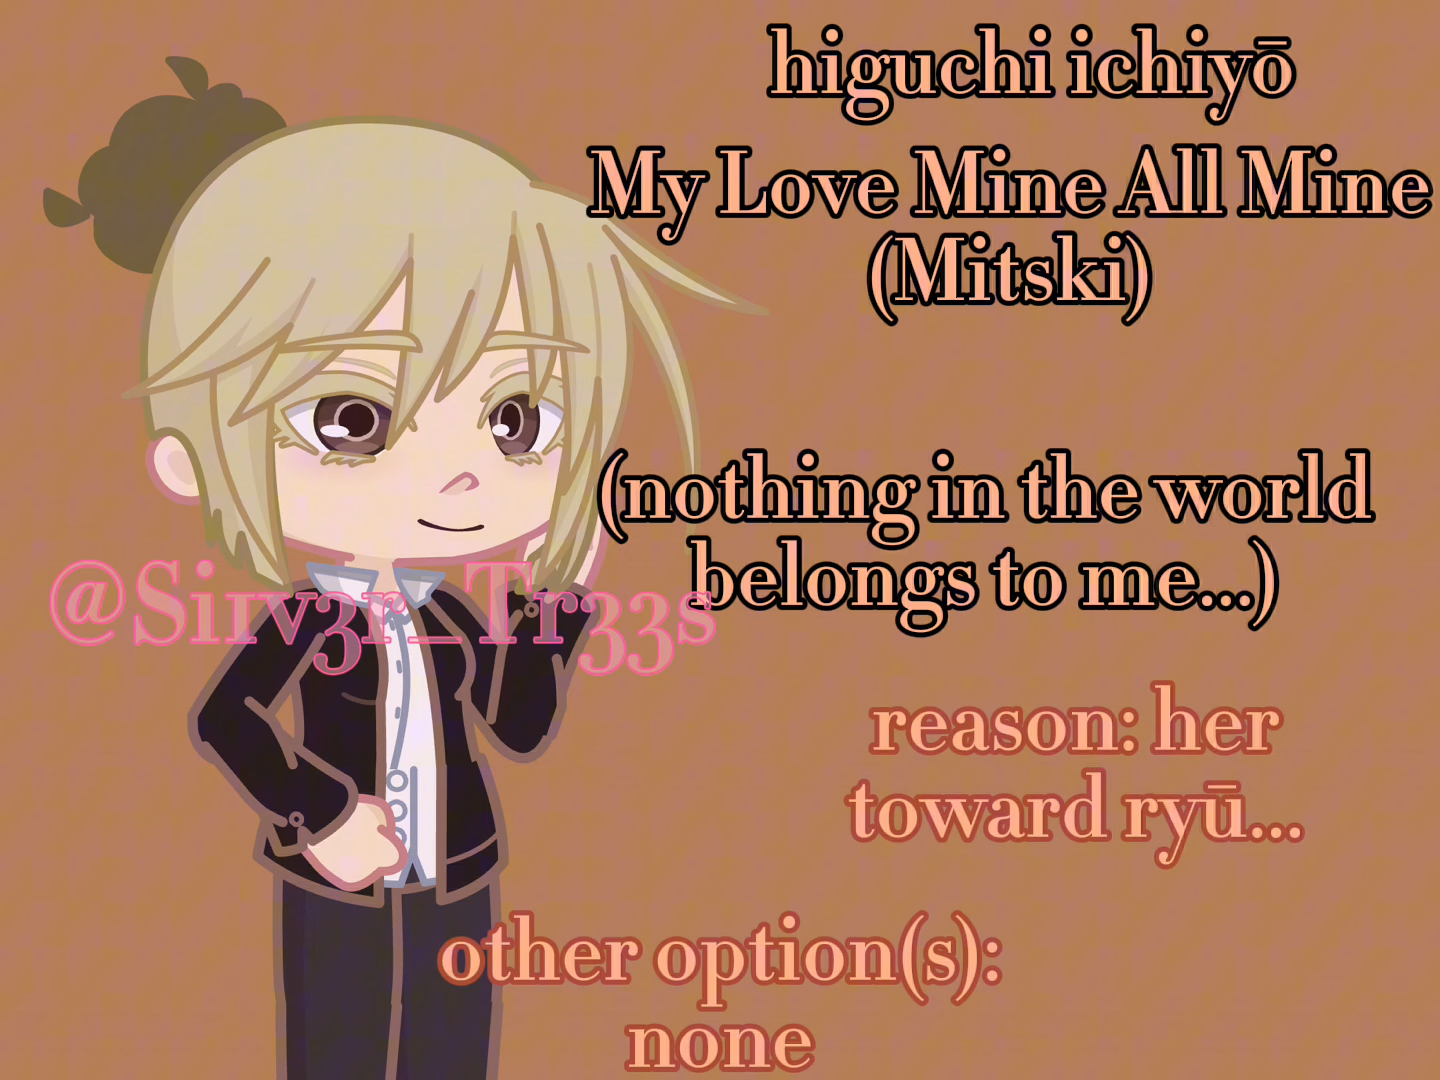 higuchi ichiyō
My Love Mine All Mine
(Mitski)
(nothing in the world
belongs to me...)
@Sirv3r_Tr33s
reason: her
toward ryū...
other option(s):
none